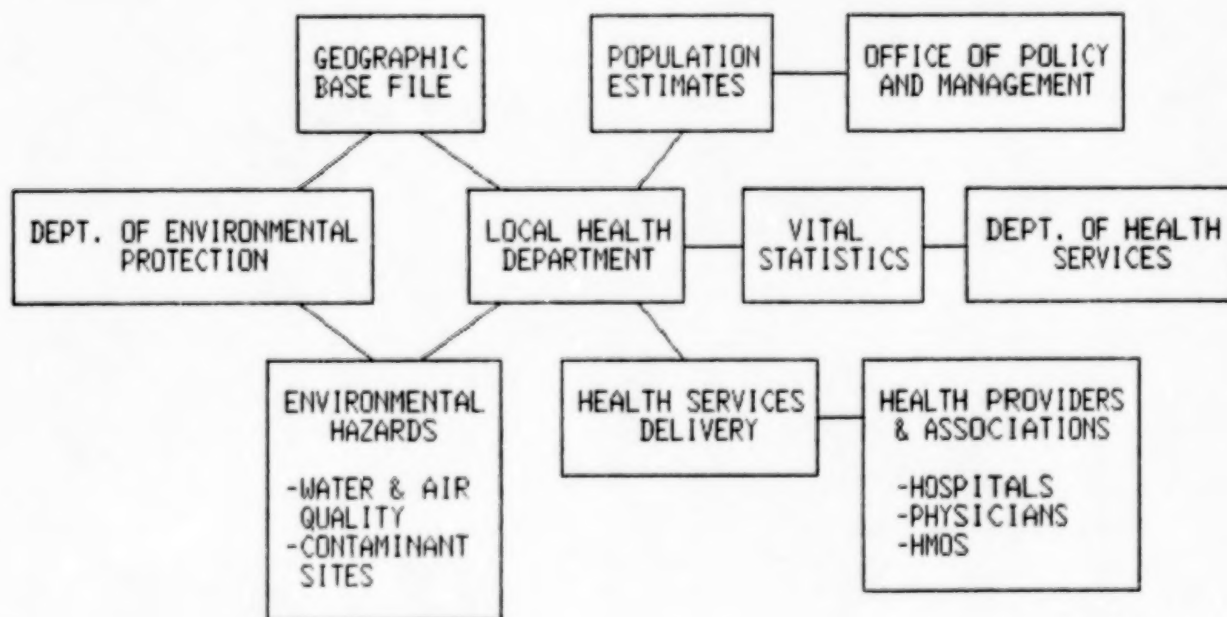 GEOGRAPHIC
BASE FILE
POPULATION
ESTIMATES
OFFICE OF POLICY
AND MANAGEMENT
DEPT. OF ENVIRONMENTAL
PROTECTION
LOCAL HEALTH
DEPARTMENT
VITAL
STATISTICS
DEPT. OF HEALTH
SERVICES
ENVIRONMENTAL
HAZARDS
-WATER & AIR
QUALITY
-CONTAMINANT
SITES
HEALTH SERVICES
DELIVERY
HEALTH PROVIDERS
& ASSOCIATIONS
-HOSPITALS
-PHYSICIANS
-HMOS